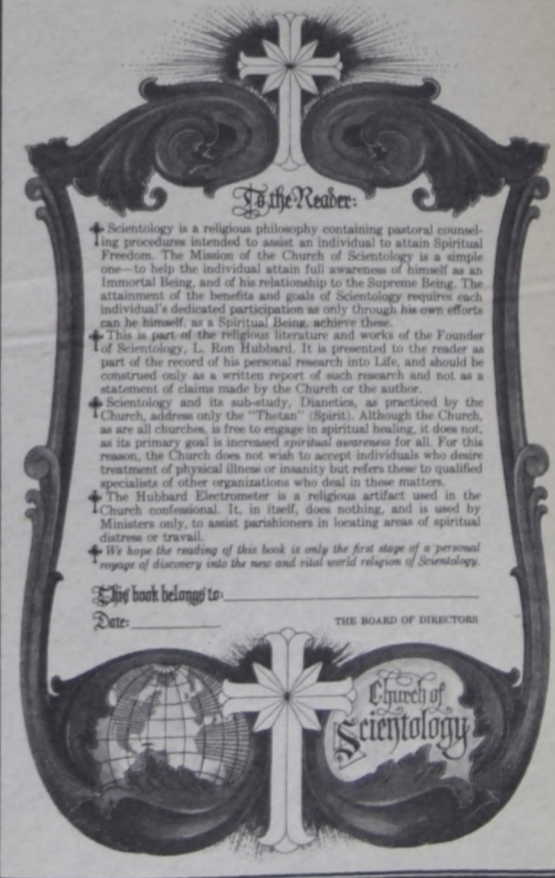 To the Reader:
Scientology is a religious philosophy containing pastoral counsel-
ing procedures intended to assist an individual to attain Spiritual
Freedom. The Mission of the Church of Scientology is a simple
one—to help the individual attain full awareness of himself as an
Immortal Being, and of his relationship to the Supreme Being. The
attainment of the benefits and goals of Scientology requires each
individual's dedicated participation as only through his own efforts
can he himself, as a Spiritual Being, achieve these.
This is part of the religious literature and works of the Founder
of Scientology, L. Ron Hubbard. It is presented to the reader as
part of the record of his personal research into Life, and should be
construed only as a written report of such research and not as a
statement of claims made by the Church or the author.
Scientology and its sub-study, Dianetics, as practiced by the
Church, address only the "Thetan" (Spirit). Although the Church,
as are all churches, is free to engage in spiritual healing, it does not,
as its primary goal is increased spiritual awareness for all. For this
reason, the Church does not wish to accept individuals who desire
treatment of physical illness or insanity but refers these to qualified
specialists of other organizations who deal in these matters.
The Hubbard Electrometer is a religious artifact used in the
Church confessional. It, in itself, does nothing, and is used by
Ministers only, to assist parishioners in locating areas of spiritual
distress or travail.
We hope the reading of this book is only the first stage of a personal
voyage of discovery into the new and vital world religion of Scientology.
This book belongs to:
Date: THE BOARD OF DIRECTORS
Church of
Scientology